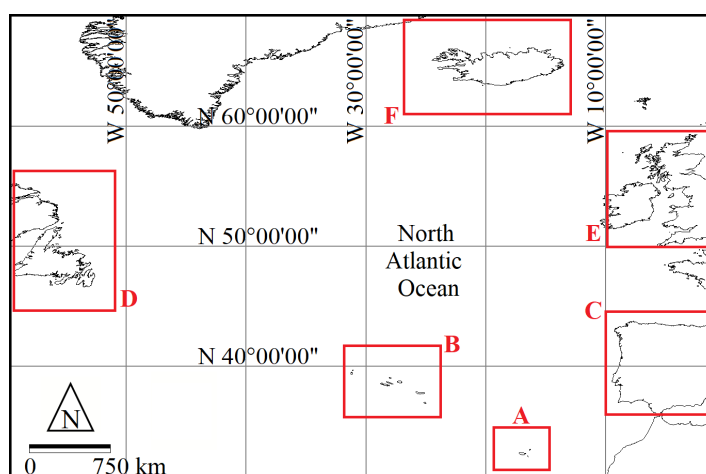 W 50°00'00"
W 30°00'00"
W 10°00'00"
F
N 60°00'00"
E
N 50°00'00"
North
Atlantic
Ocean
D
C
B
N 40°00'00"
A
N
0 750 km